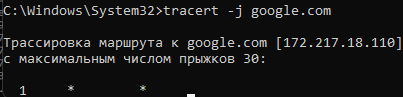 C:\Windows\System32>tracert -j google.com
Трассировка маршрута к google.com [172.217.18.110]
с максимальным числом прыжков 30:
1 * *